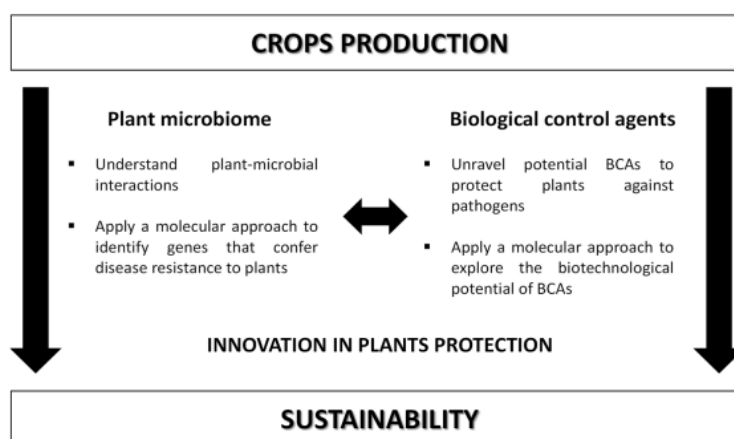 CROPS PRODUCTION
Plant microbiome
▪ Understand plant-microbial
interactions
▪ Apply a molecular approach to
identify genes that confer
disease resistance to plants
Biological control agents
▪ Unravel potential BCAs to
protect plants against
pathogens
▪ Apply a molecular approach to
explore the biotechnological
potential of BCAs
INNOVATION IN PLANTS PROTECTION
SUSTAINABILITY